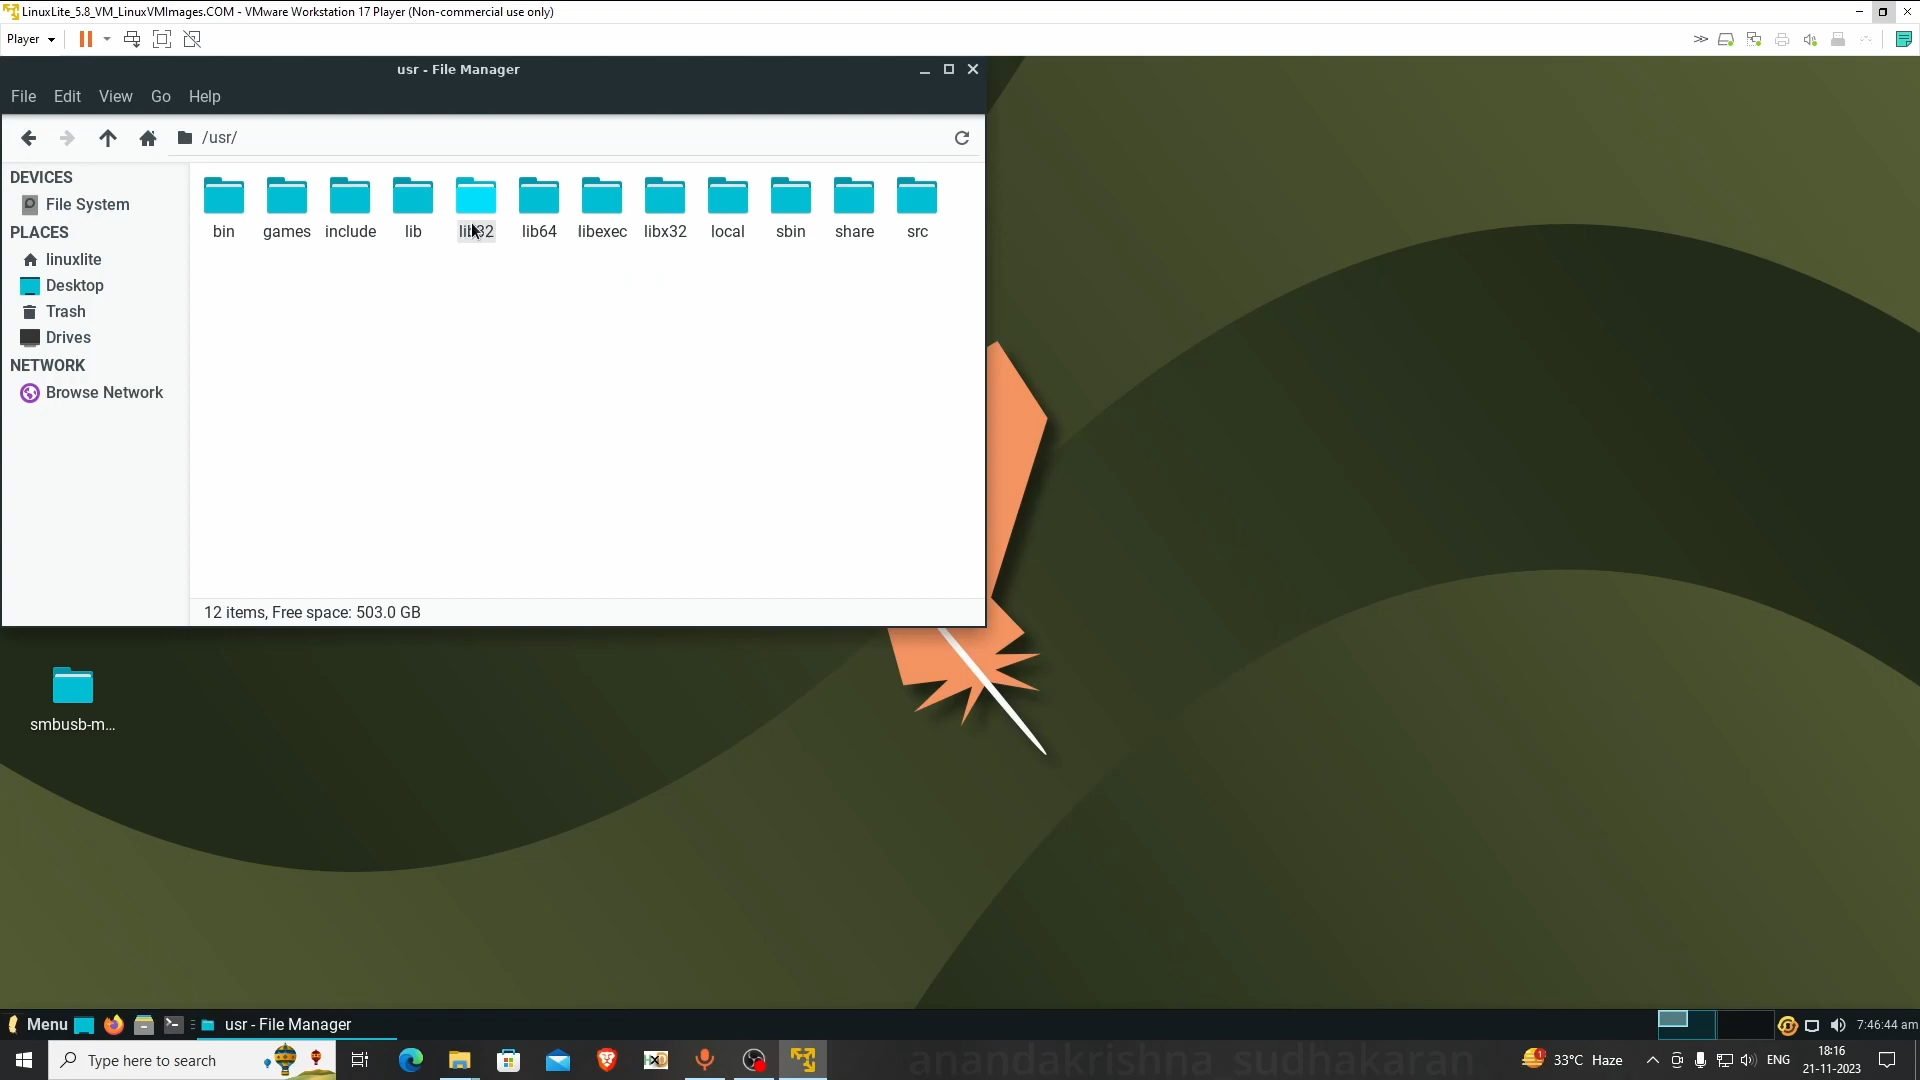 LinuxLite_5.8_VM_LinuxVMImages.COM - VMware Workstation 17 Player (Non-commercial use only)
Player
usr - File Manager
File Edit View Go Help
/usr/
DEVICES
File System
PLACES
linuxlite
Desktop
Trash
Drives
NETWORK
Browse Network
bin games include lib lib32 lib64 libexec libx32 local sbin share src
12 items, Free space: 503.0 GB
smbusb-m...
Menu usr - File Manager 7:46:44 am
Type here to search
HxD
anandakrishna sudhakaran
1 33°C Haze
ENG
18:16
21-11-2023